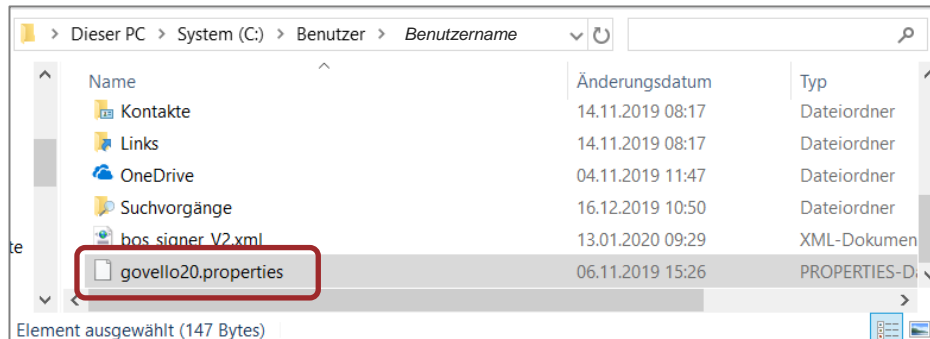 Dieser PC > System (C:) > Benutzer > Benutzername
Name Änderungsdatum Typ
Kontakte 14.11.2019 08:17 Dateiordner
Links 14.11.2019 08:17 Dateiordner
OneDrive 04.11.2019 11:47 Dateiordner
Suchvorgänge 16.12.2019 10:50 Dateiordner
te bos_signer_V2.xml 13.01.2020 09:29 XML-Dokumen
govello20.properties 06.11.2019 15:26 PROPERTIES-D
Element ausgewählt (147 Bytes)